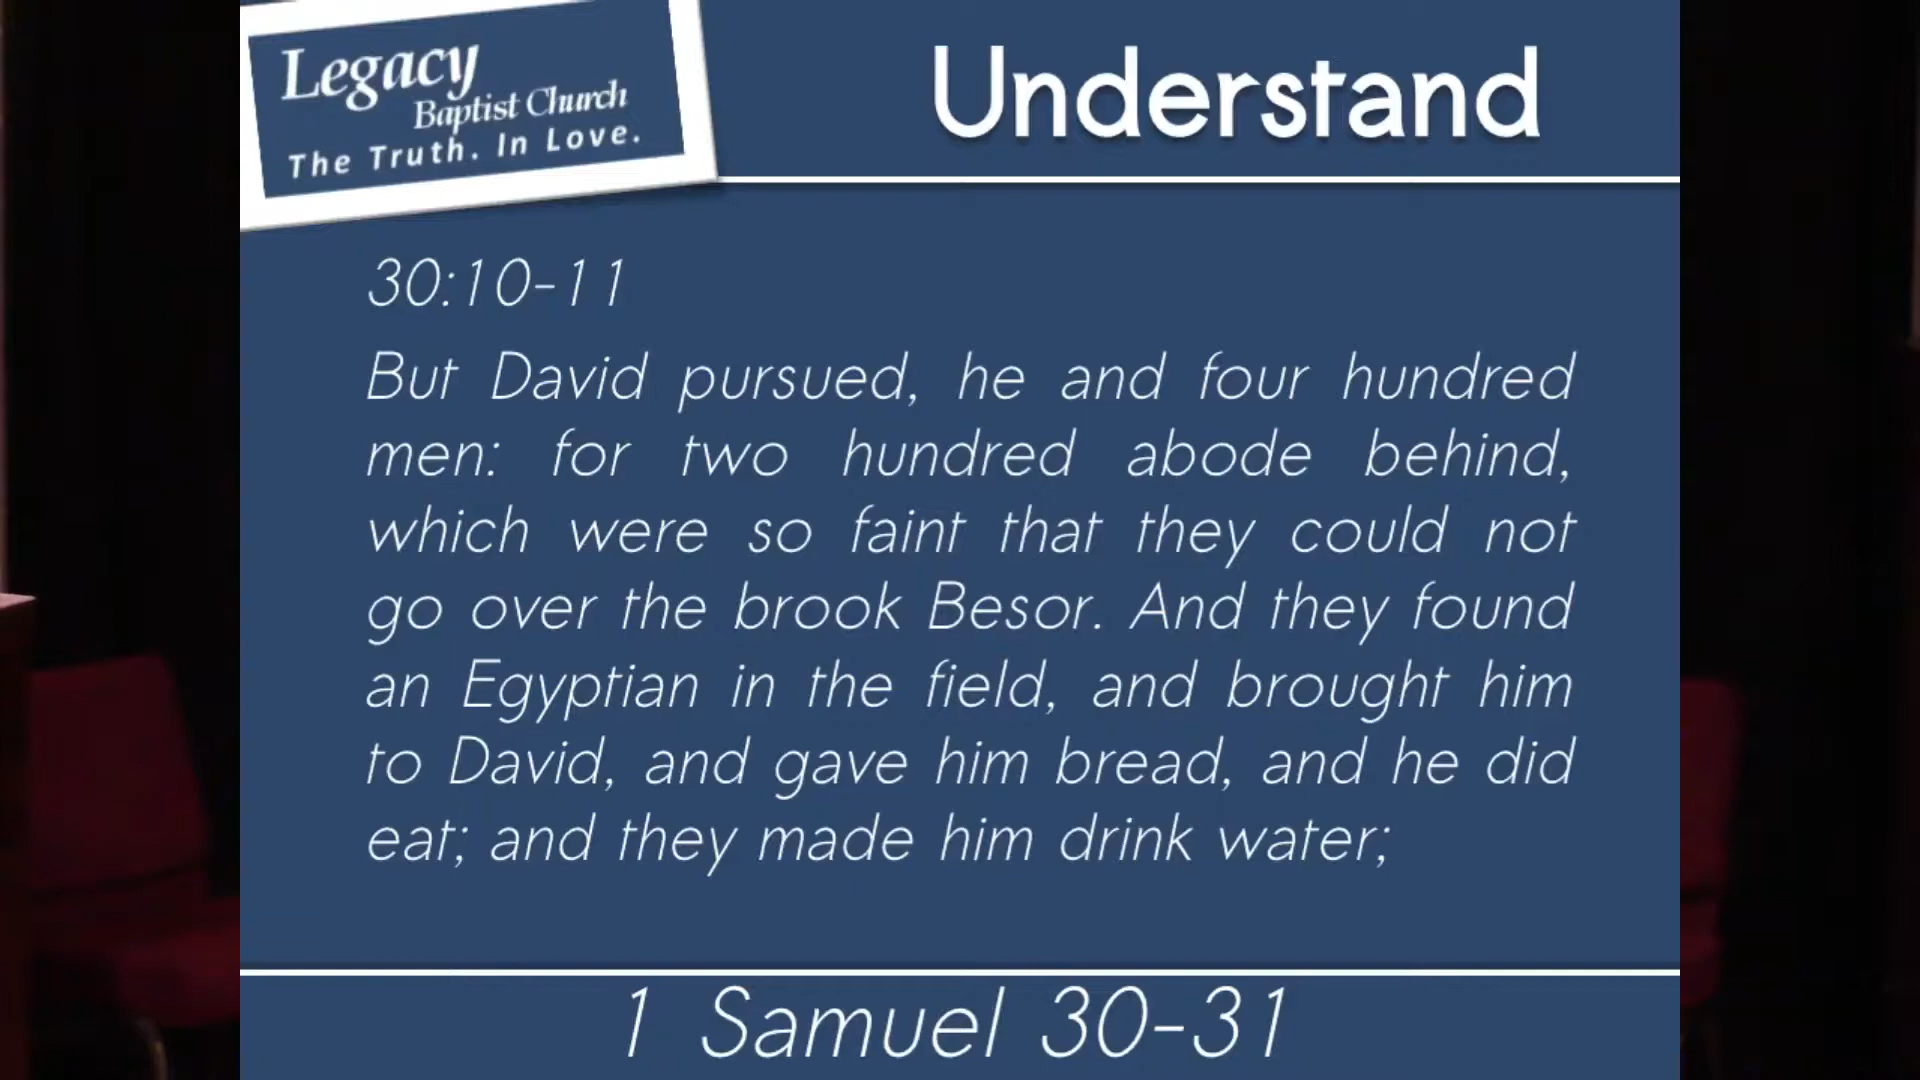 Legacy
Baptist Church
The Truth. In Love.
Understand
30:10-11
But David pursued, he and four hundred
men: for two hundred abode behind,
which were so faint that they could not
go over the brook Besor. And they found
an Egyptian in the field, and brought him
to David, and gave him bread, and he did
eat; and they made him drink water;
1 Samuel 30-31